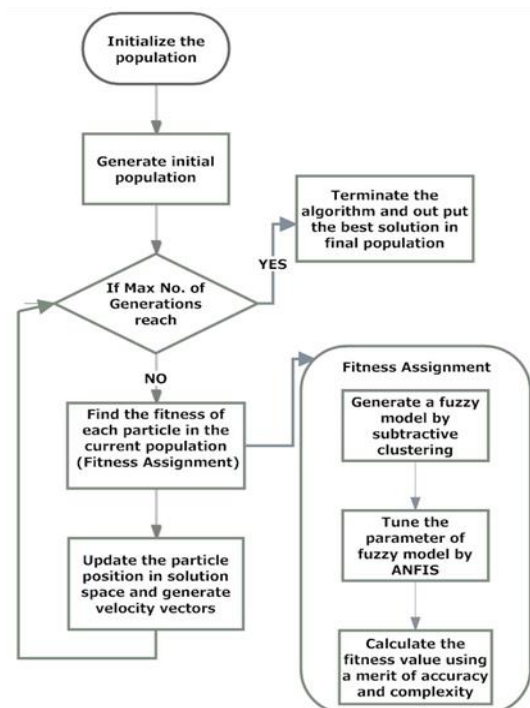 Initialize the
population
Generate initial
population
Terminate the
algorithm and out put
the best solution in
final population
YES
If Max No. of
Generations
reach
NO
Find the fitness of
each particle in the
current population
(Fitness Assignment)
Update the particle
position in solution
space and generate
velocity vectors
Fitness Assignment
Generate a fuzzy
model by
subtractive
clustering
Tune the
parameter of
fuzzy model by
ANFIS
Calculate the
fitness value using
a merit of accuracy
and complexity